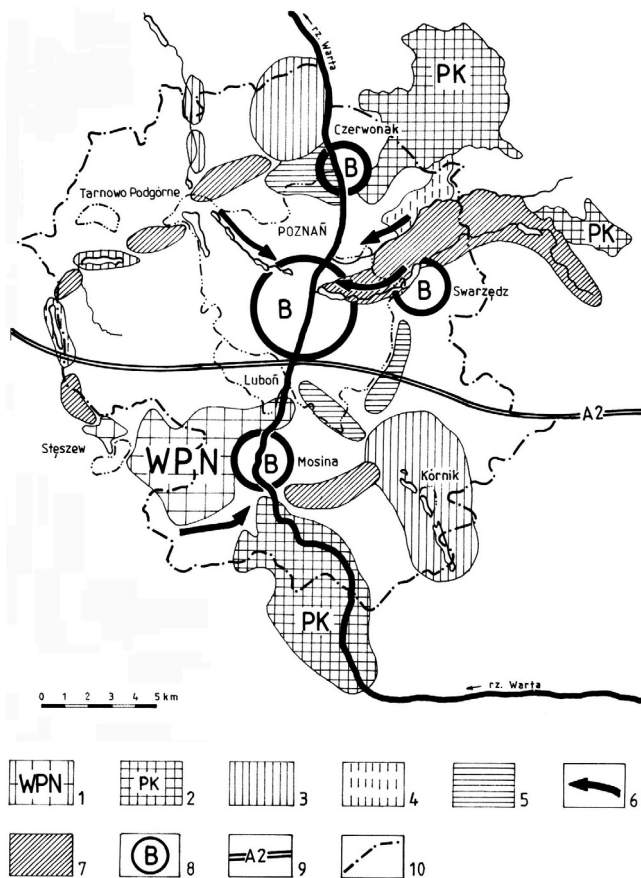 rz. Warta
PK
Czerwonak
B
Tarnowo Podgórne
POZNAŃ
PK
B
B
Swarzędz
Luboń
A2
Stęszew
WPN
B
Mosina
Kórnik
PK
rz. Warta
0 1 2 3 4 5 km
WPN 1
PK 2
3
4
5
6
7
B 8
A2 9
10